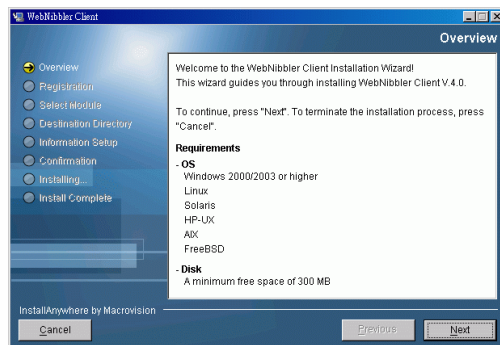 WebNibbler Client
Overview
Overview
Registration
Select Module
Destination Directory
Information Setup
Confirmation
Installing...
Install Complete
Welcome to the WebNibbler Client Installation Wizard!
This wizard guides you through installing WebNibbler Client V.4.0.
To continue, press "Next". To terminate the installation process, press
"Cancel".
Requirements
- OS
Windows 2000/2003 or higher
Linux
Solaris
HP-UX
AIX
FreeBSD
- Disk
A minimum free space of 300 MB
InstallAnywhere by Macrovision
Cancel
Previous
Next